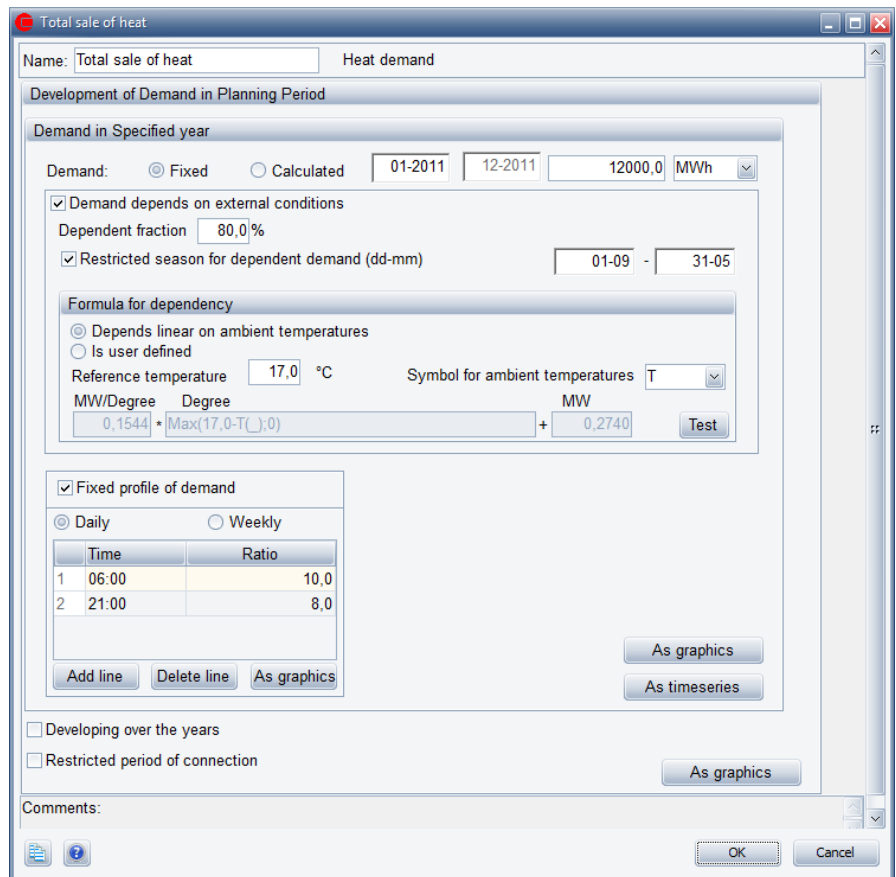 Total sale of heat
Name: Total sale of heat Heat demand
Development of Demand in Planning Period
Demand in Specified year
Demand: Fixed Calculated 01-2011 12-2011 12000,0 MWh
Demand depends on external conditions
Dependent fraction 80,0 %
Restricted season for dependent demand (dd-mm) 01-09 - 31-05
Formula for dependency
Depends linear on ambient temperatures
Is user defined
Reference temperature 17,0 °C Symbol for ambient temperatures T
MW/Degree Degree MW
0,1544 * Max(17,0-T(_);0) + 0,2740 Test
Fixed profile of demand
Daily Weekly
Time Ratio
1 06:00 10,0
2 21:00 8,0
As graphics
Add line Delete line As graphics
As timeseries
Developing over the years
Restricted period of connection
As graphics
Comments:
OK Cancel